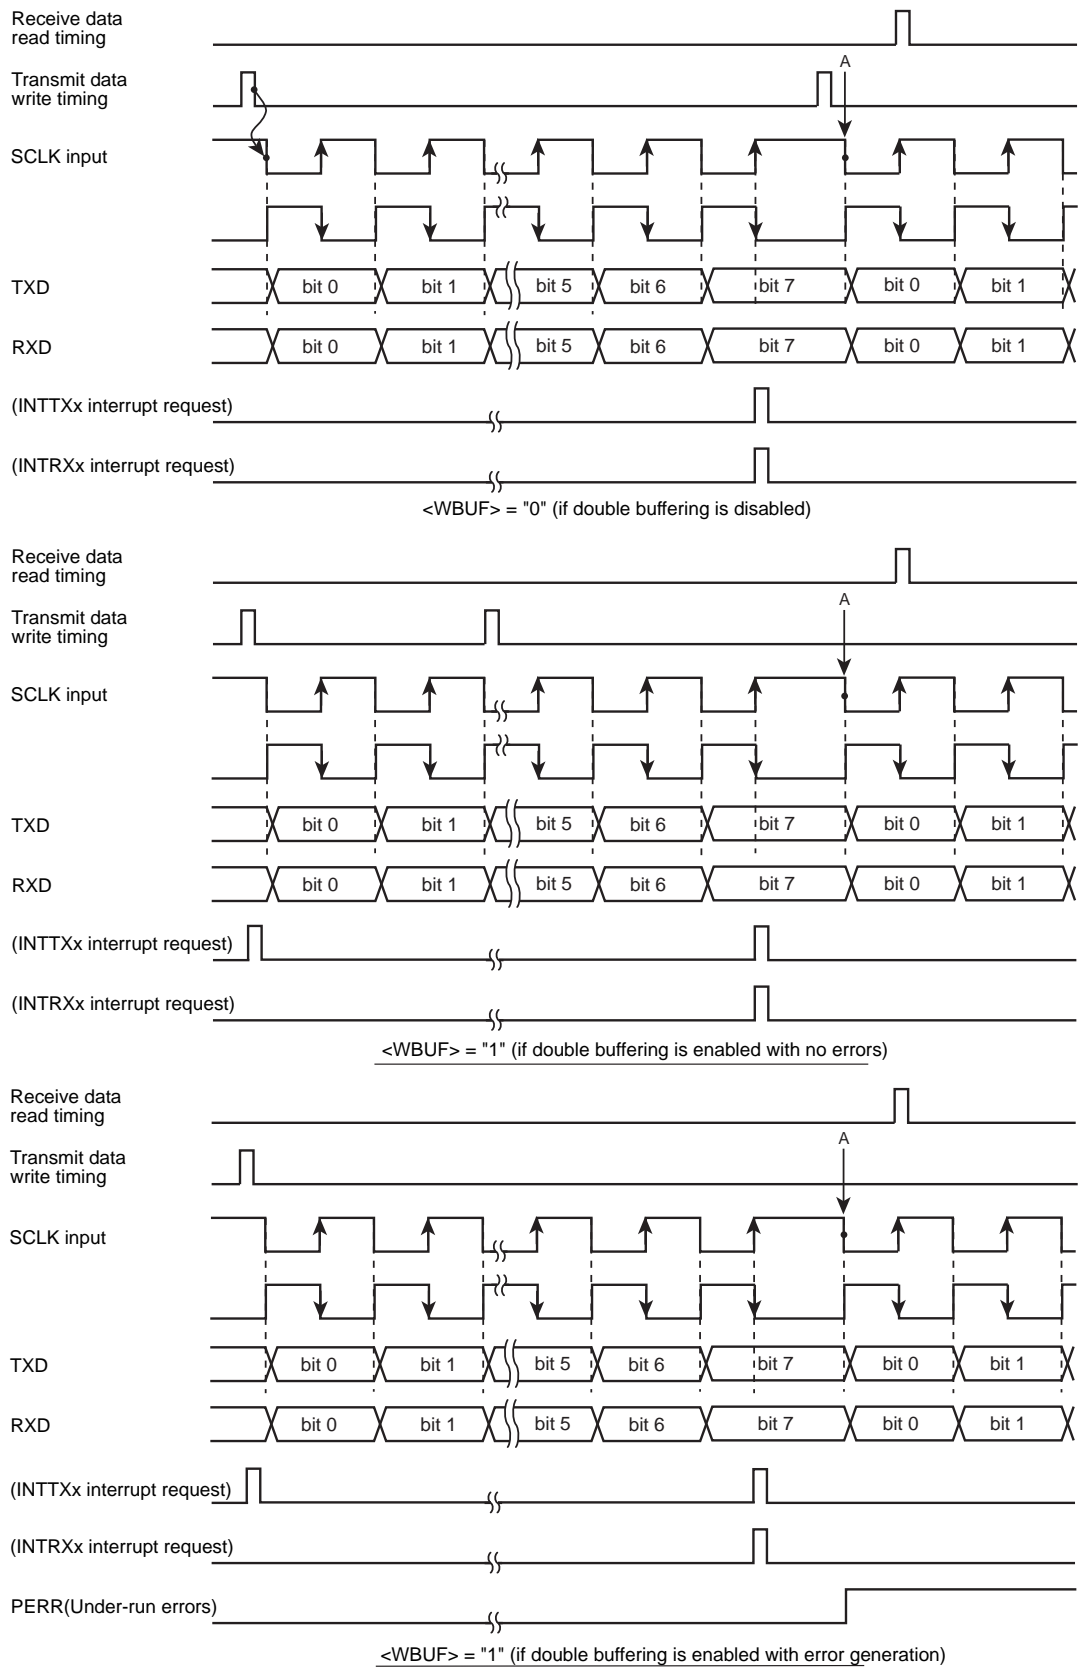 Receive data
read timing
Transmit data
write timing
A
SCLK input
TXD
bit 0 bit 1 bit 5 bit 6 bit 7 bit 0 bit 1
RXD
bit 0 bit 1 bit 5 bit 6 bit 7 bit 0 bit 1
(INTTXx interrupt request)
(INTRXx interrupt request)
<WBUF> = "0" (if double buffering is disabled)
Receive data
read timing
Transmit data
write timing
A
SCLK input
TXD
bit 0 bit 1 bit 5 bit 6 bit 7 bit 0 bit 1
RXD
bit 0 bit 1 bit 5 bit 6 bit 7 bit 0 bit 1
(INTTXx interrupt request)
(INTRXx interrupt request)
<WBUF> = "1" (if double buffering is enabled with no errors)
Receive data
read timing
Transmit data
write timing
A
SCLK input
TXD
bit 0 bit 1 bit 5 bit 6 bit 7 bit 0 bit 1
RXD
bit 0 bit 1 bit 5 bit 6 bit 7 bit 0 bit 1
(INTTXx interrupt request)
(INTRXx interrupt request)
PERR(Under-run errors)
<WBUF> = "1" (if double buffering is enabled with error generation)